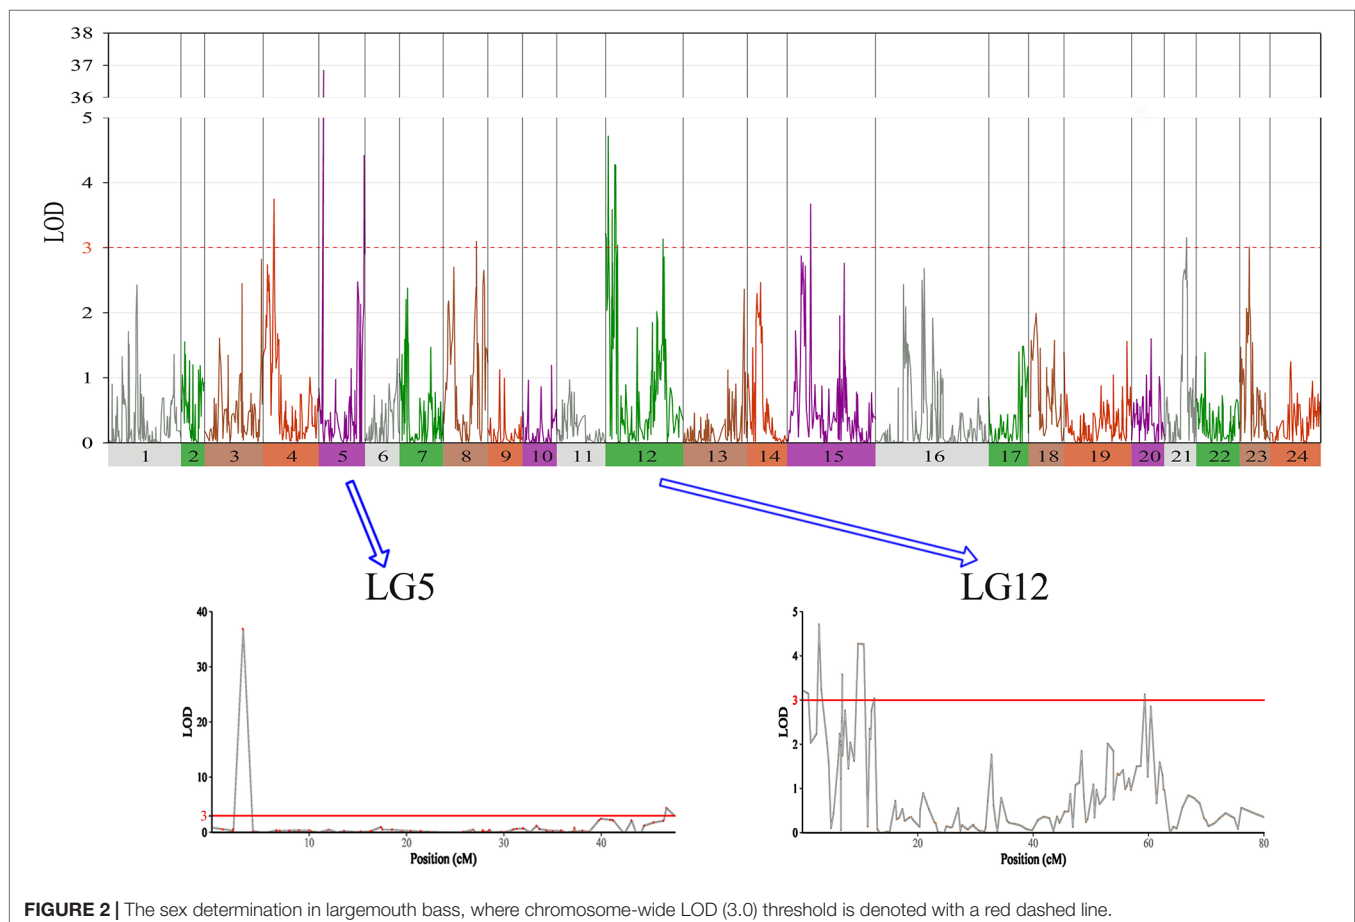 38
37
36
5
4
3
2
1
0
LOD
1 2 3 4 5 6 7 8 9 10 11 12 13 14 15 16 17 18 19 20 21 22 23 24
LG5
LG12
40
30
20
10
3
0
LOD
10 20 30 40
Position (cM)
5
4
3
2
1
0
LOD
20 40 60 80
Position (cM)
FIGURE 2 | The sex determination in largemouth bass, where chromosome-wide LOD (3.0) threshold is denoted with a red dashed line.